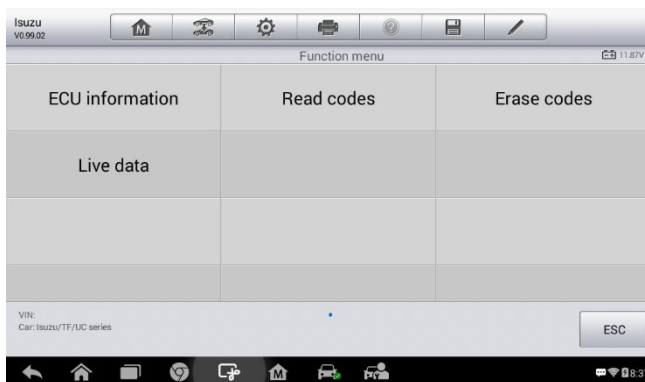 Isuzu
V0.99.02
Function menu
11.87V
ECU information
Read codes
Erase codes
Live data
VIN:
Car: Isuzu/TF/UC series
ESC